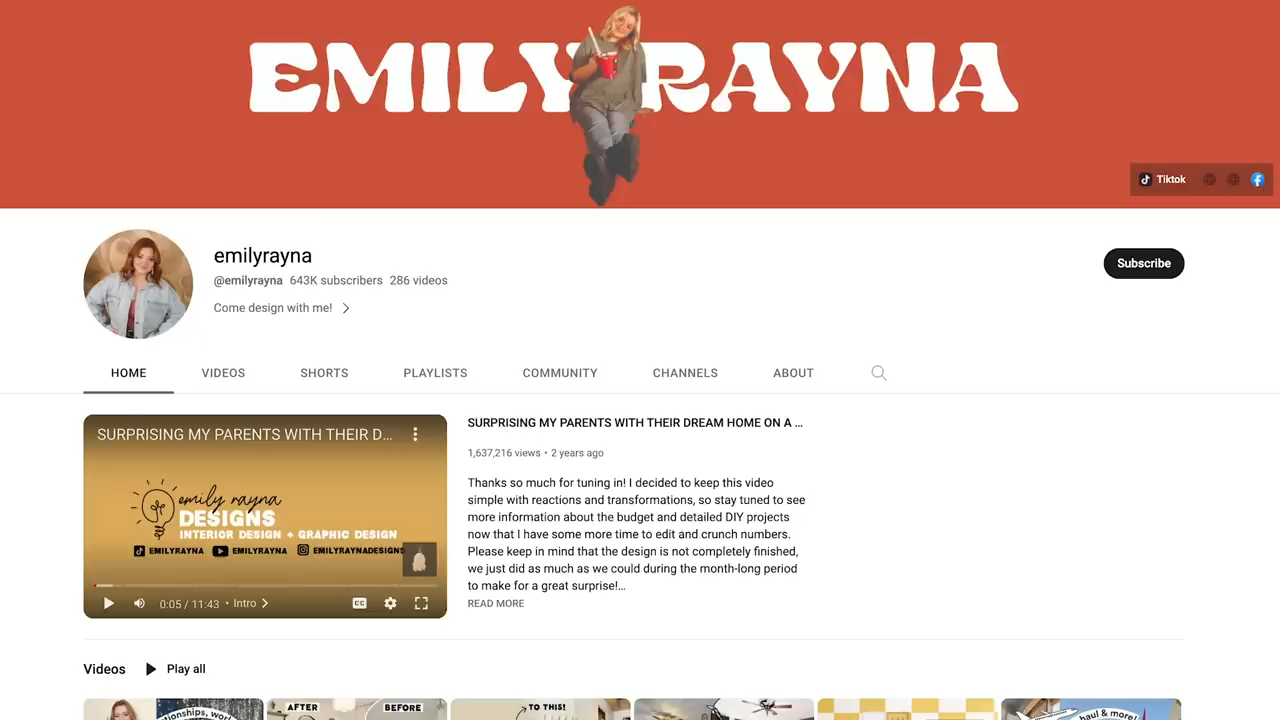 EMILY RAYNA
Tiktok
emilyrayna
@emilyrayna 643K subscribers 286 videos
Come design with me!
Subscribe
HOME VIDEOS SHORTS PLAYLISTS COMMUNITY CHANNELS ABOUT
SURPRISING MY PARENTS WITH THEIR D...
emily rayna
DESIGNS
INTERIOR DESIGN + GRAPHIC DESIGN
EMILYRAYNA EMILYRAYNA EMILYRAYNADESIGNS
0:05 / 11:43 • Intro
CC
SURPRISING MY PARENTS WITH THEIR DREAM HOME ON A ...
1,637,216 views • 2 years ago
Thanks so much for tuning in! I decided to keep this video
simple with reactions and transformations, so stay tuned to see
more information about the budget and detailed DIY projects
now that I have some more time to edit and crunch numbers.
Please keep in mind that the design is not completely finished,
we just did as much as we could during the month-long period
to make for a great surprise!...
READ MORE
Videos Play all
AFTER BEFORE
TO THIS!
haul & more!